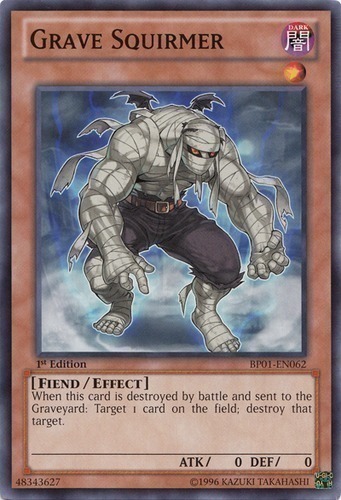 GRAVE SQUIRMER
DARK
闇
1st Edition
BP01-EN062
[FIEND / EFFECT]
When this card is destroyed by battle and sent to
the Graveyard: Target 1 card on the field; destroy that
target.
ATK/ 0 DEF/ 0
48343627
©1996 KAZUKI TAKAHASHI